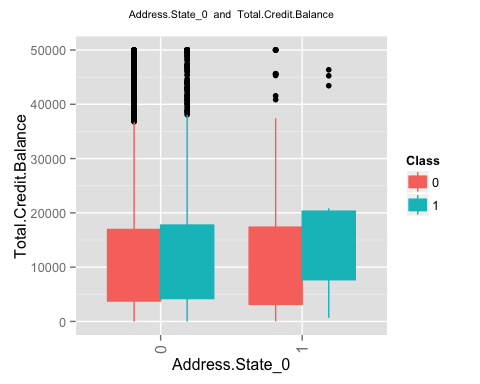 Address.State_0 and Total.Credit.Balance
50000
40000
30000
20000
10000
0
Total.Credit.Balance
0
1
Address.State_0
Class
0
1